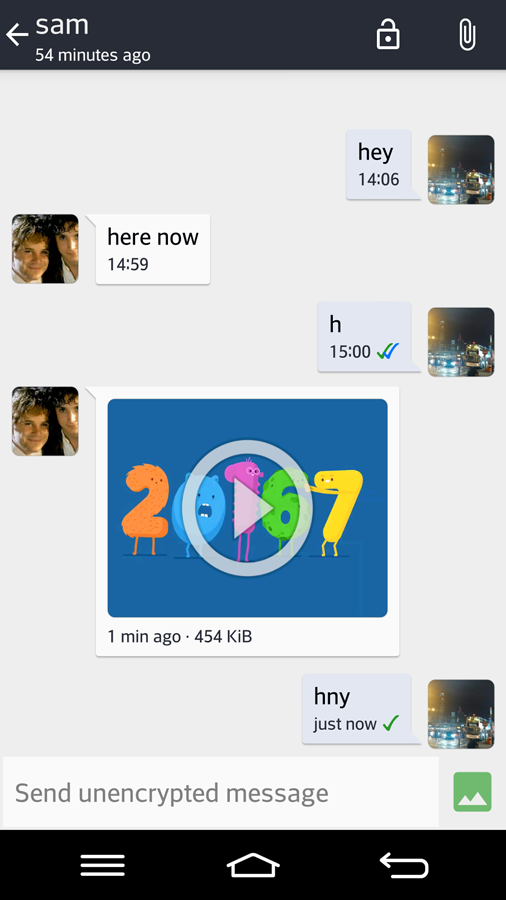 sam
54 minutes ago
hey
14:06
here now
14:59
h
15:00
20167
1 min ago · 454 KiB
hny
just now
Send unencrypted message